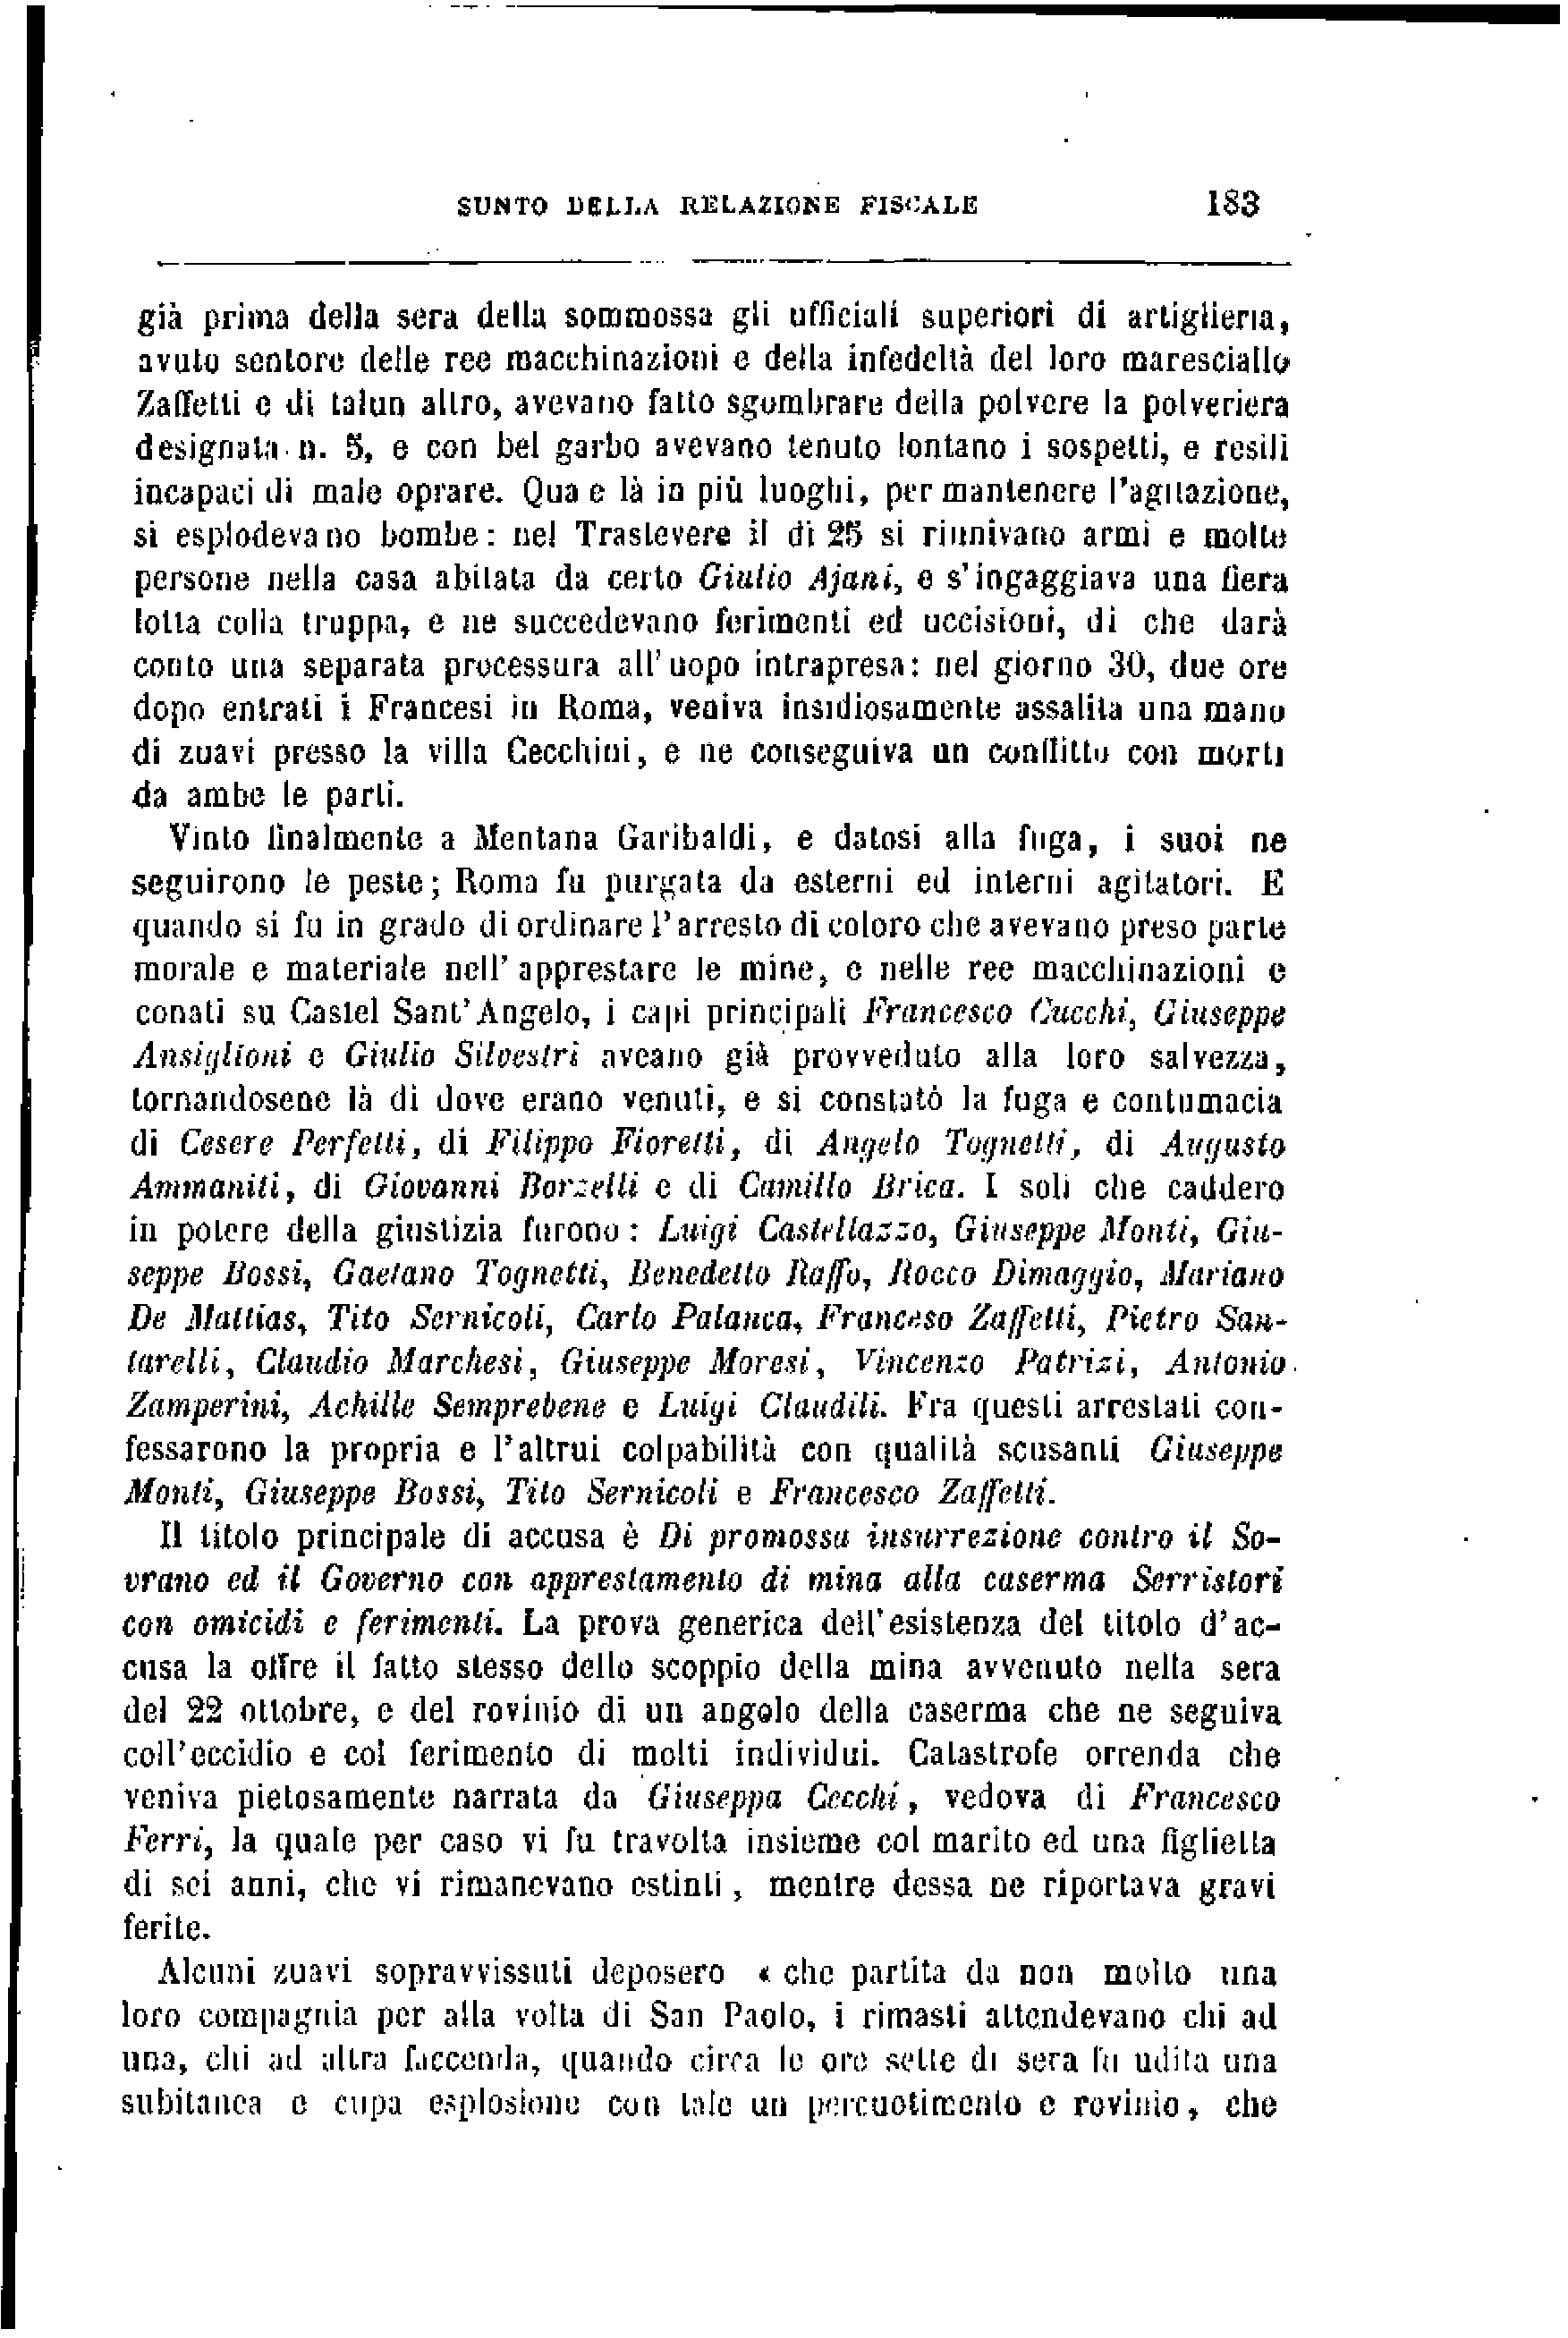 SUNTO DELLA RELAZIONE FISCALE 183
già prima della sera della sommossa gli ufficiali superiori di artiglieria,
avuto sentore delle ree macchinazioni e della infedeltà del loro maresciallo
Zaffetti e di talun altro, avevano fatto sgombrare della polvere la polveriera
designata n. 5, e con bel garbo avevano tenuto lontano i sospetti, e resili
incapaci di male oprare. Qua e là in più luoghi, per mantenere l'agitazione,
si esplodevano bombe: nel Trastevere il dì 25 si riunivano armi e molte
persone nella casa abitata da certo Giulio Ajani, e s'ingaggiava una fiera
lotta colla truppa, e ne succedevano ferimenti ed uccisioni, di che darà
conto una separata processura all'uopo intrapresa: nel giorno 30, due ore
dopo entrati i Francesi in Roma, veniva insidiosamente assalita una mano
di zuavi presso la villa Cecchini, e ne conseguiva un conflitto con morti
da ambe le parti.
Vinto finalmente a Mentana Garibaldi, e datosi alla fuga, i suoi ne
seguirono le peste; Roma fu purgata da esterni ed interni agitatori. E
quando si fu in grado di ordinare l'arresto di coloro che avevano preso parte
morale e materiale nell'apprestare le mine, e nelle ree macchinazioni e
conati su Castel Sant'Angelo, i capi principali Francesco Cucchi, Giuseppe
Ansiglioni e Giulio Silvestri aveano già provveduto alla loro salvezza,
tornandosene là di dove erano venuti, e si constatò la fuga e contumacia
di Cesere Perfetti, di Filippo Fioretti, di Angelo Tognetti, di Augusto
Ammaniti, di Giovanni Borzelli e di Camillo Brica. I soli che caddero
in potere della giustizia furono: Luigi Castellazzo, Giuseppe Monti, Giu-
seppe Bossi, Gaetano Tognetti, Benedetto Raffo, Rocco Dimaggio, Mariano
De Mattias, Tito Sernicoli, Carlo Palanca, Franceso Zaffetti, Pietro San-
tarelli, Claudio Marchesi, Giuseppe Moresi, Vincenzo Patrizi, Antonio
Zamperini, Achille Semprebene e Luigi Claudili. Fra questi arrestati con-
fessarono la propria e l'altrui colpabilità con qualità scusanti Giuseppe
Monti, Giuseppe Bossi, Tito Sernicoli e Francesco Zaffetti.
Il titolo principale di accusa è Di promossa insurrezione contro il So-
vrano ed il Governo con apprestamento di mina alla caserma Serristori
con omicidi e ferimenti. La prova generica dell'esistenza del titolo d'ac-
cusa la offre il fatto stesso dello scoppio della mina avvenuto nella sera
del 22 ottobre, e del rovinio di un angolo della caserma che ne seguiva
coll'eccidio e col ferimento di molti individui. Catastrofe orrenda che
veniva pietosamente narrata da Giuseppa Cecchi, vedova di Francesco
Ferri, la quale per caso vi fu travolta insieme col marito ed una figlietta
di sei anni, che vi rimanevano estinti, mentre dessa ne riportava gravi
ferite.
Alcuni zuavi sopravvissuti deposero « che partita da non molto una
loro compagnia per alla volta di San Paolo, i rimasti attendevano chi ad
una, chi ad altra faccenda, quando circa le ore sette di sera fu udita una
subitanea e cupa esplosione con tale un percuotimento e rovinio, che